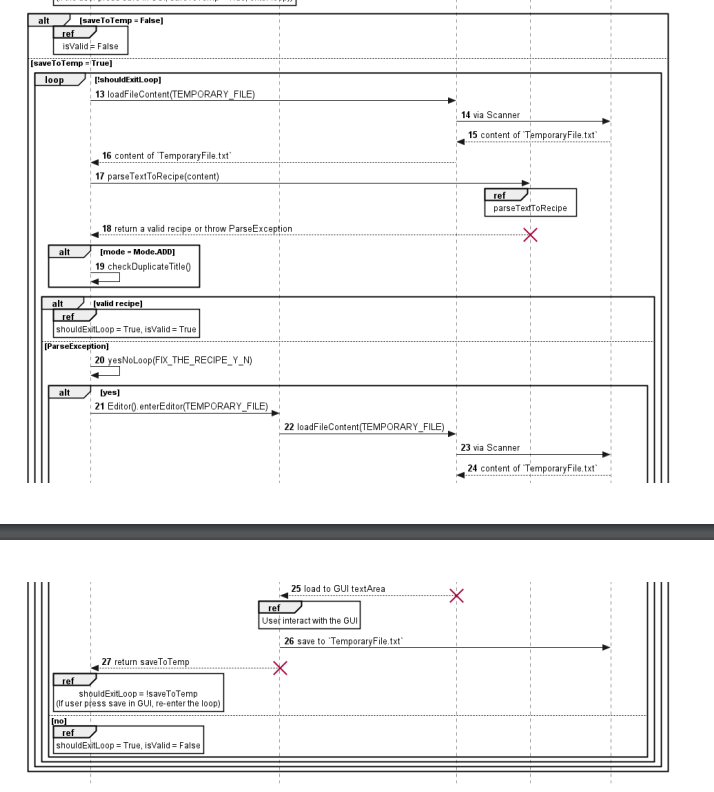 alt [saveToTemp = False]
ref
isValid = False
[saveToTemp = True]
loop [!shouldExitLoop]
13 loadFileContent(TEMPORARY_FILE)
14 via Scanner
15 content of `TemporaryFile.txt`
16 content of `TemporaryFile.txt`
17 parseTextToRecipe(content)
ref
parseTextToRecipe
18 return a valid recipe or throw ParseException
alt [mode = Mode.ADD]
19 checkDuplicateTitle()
alt [valid recipe]
ref
shouldExitLoop = True, isValid = True
[ParseException]
20 yesNoLoop(FIX_THE_RECIPE_Y_N)
alt [yes]
21 Editor().enterEditor(TEMPORARY_FILE)
22 loadFileContent(TEMPORARY_FILE)
23 via Scanner
24 content of `TemporaryFile.txt`
25 load to GUI textArea
ref
User interact with the GUI
26 save to `TemporaryFile.txt`
27 return saveToTemp
ref
shouldExitLoop = !saveToTemp
(If user press save in GUI, re-enter the loop)
[no]
ref
shouldExitLoop = True, isValid = False